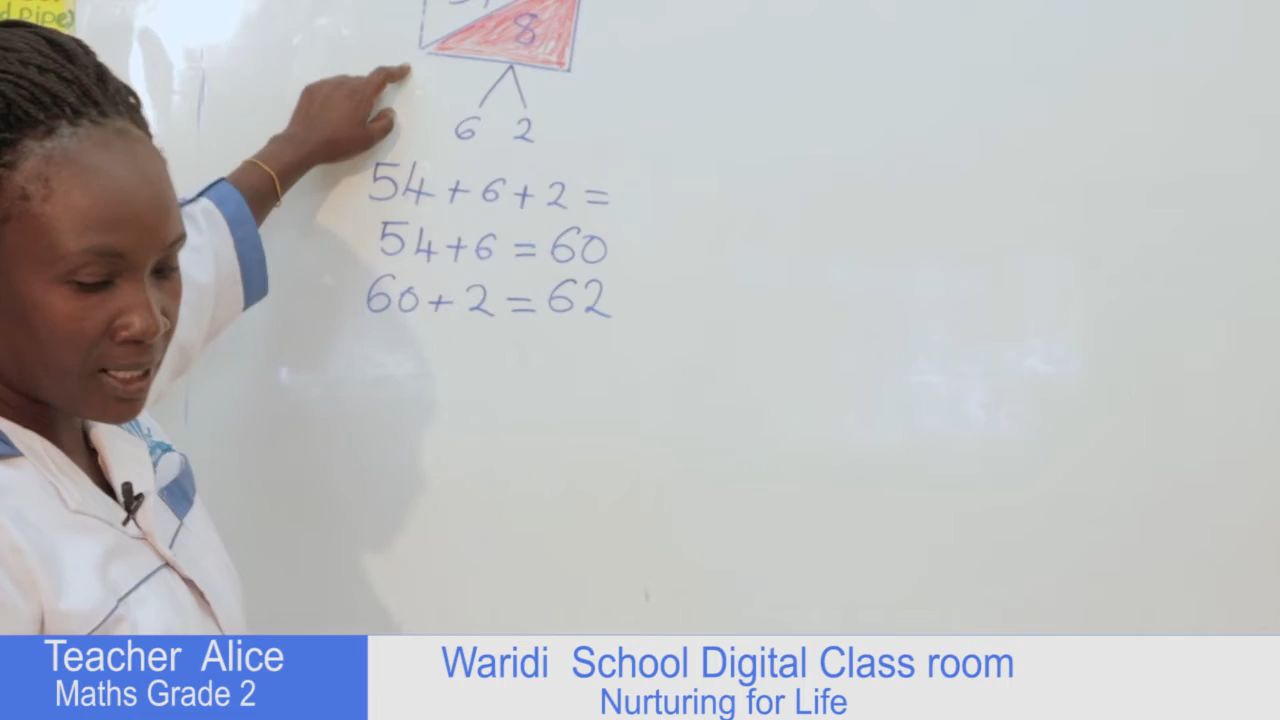 d Pipe)
8
6 2
54 + 6 + 2 =
54 + 6 = 60
60 + 2 = 62
Teacher Alice
Maths Grade 2
Waridi School Digital Class room
Nurturing for Life